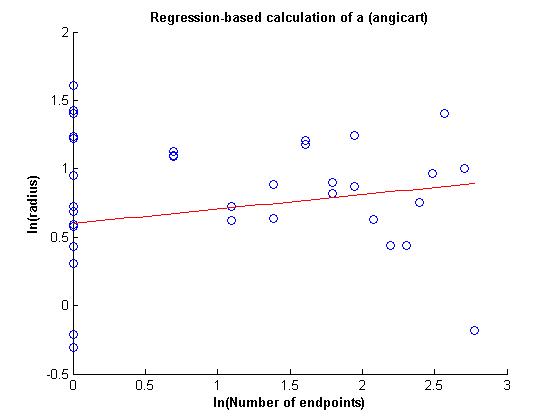 Regression-based calculation of a (angicart)
2
1.5
1
0.5
0
-0.5
ln(radius)
0 0.5 1 1.5 2 2.5 3
ln(Number of endpoints)